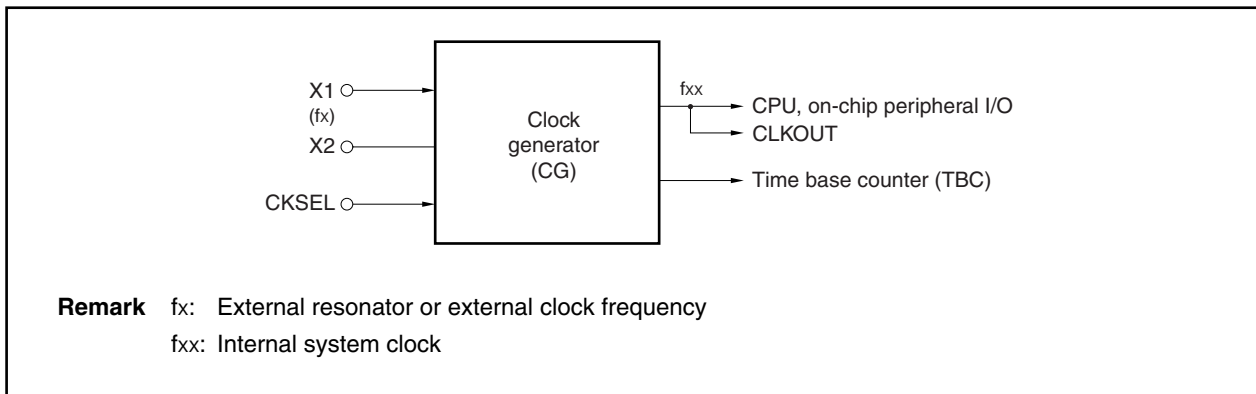 X1
(fx)
X2
CKSEL
Clock
generator
(CG)
fxx
CPU, on-chip peripheral I/O
CLKOUT
Time base counter (TBC)
Remark fx: External resonator or external clock frequency
fxx: Internal system clock